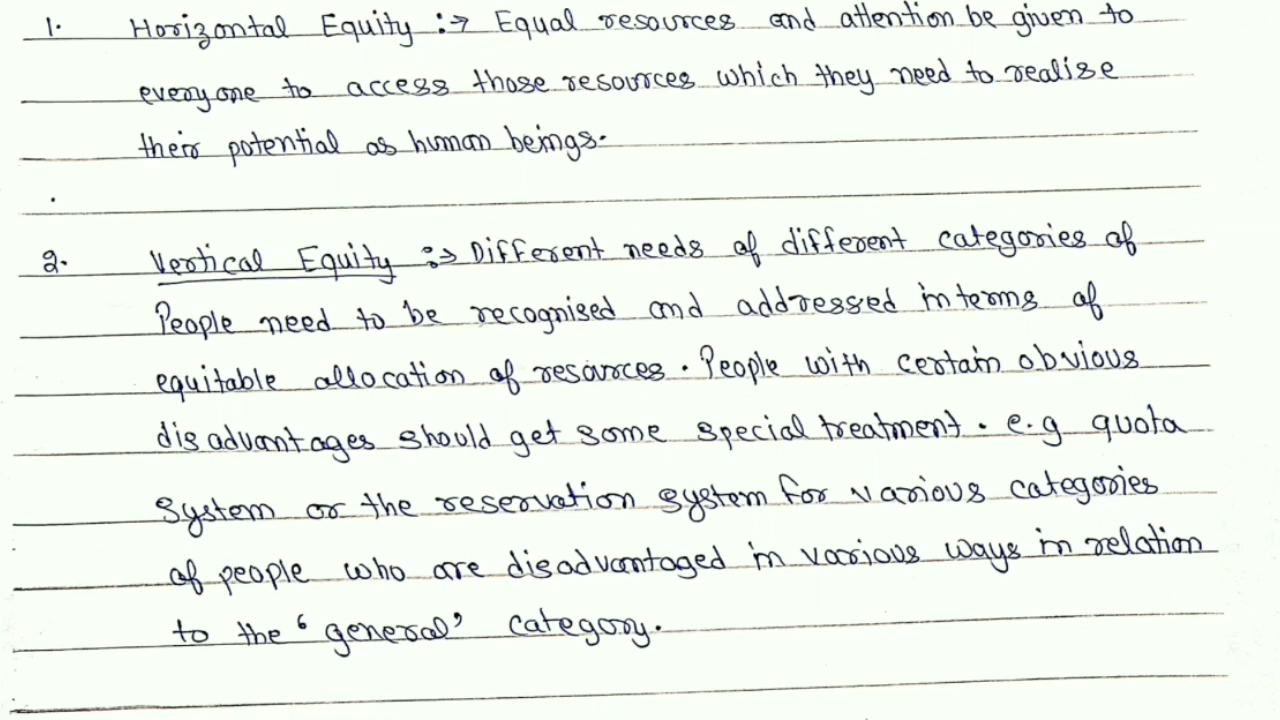 1. Horizontal Equity :→ Equal resources and attention be given to
everyone to access those resources which they need to realise
their potential as human beings.
2. Vertical Equity :→ Different needs of different categories of
People need to be recognised and addressed in terms of
equitable allocation of resources. People with certain obvious
disadvantages should get some special treatment. e.g quota
system or the reservation system for various categories
of people who are disadvantaged in various ways in relation
to the ‘general’ category.